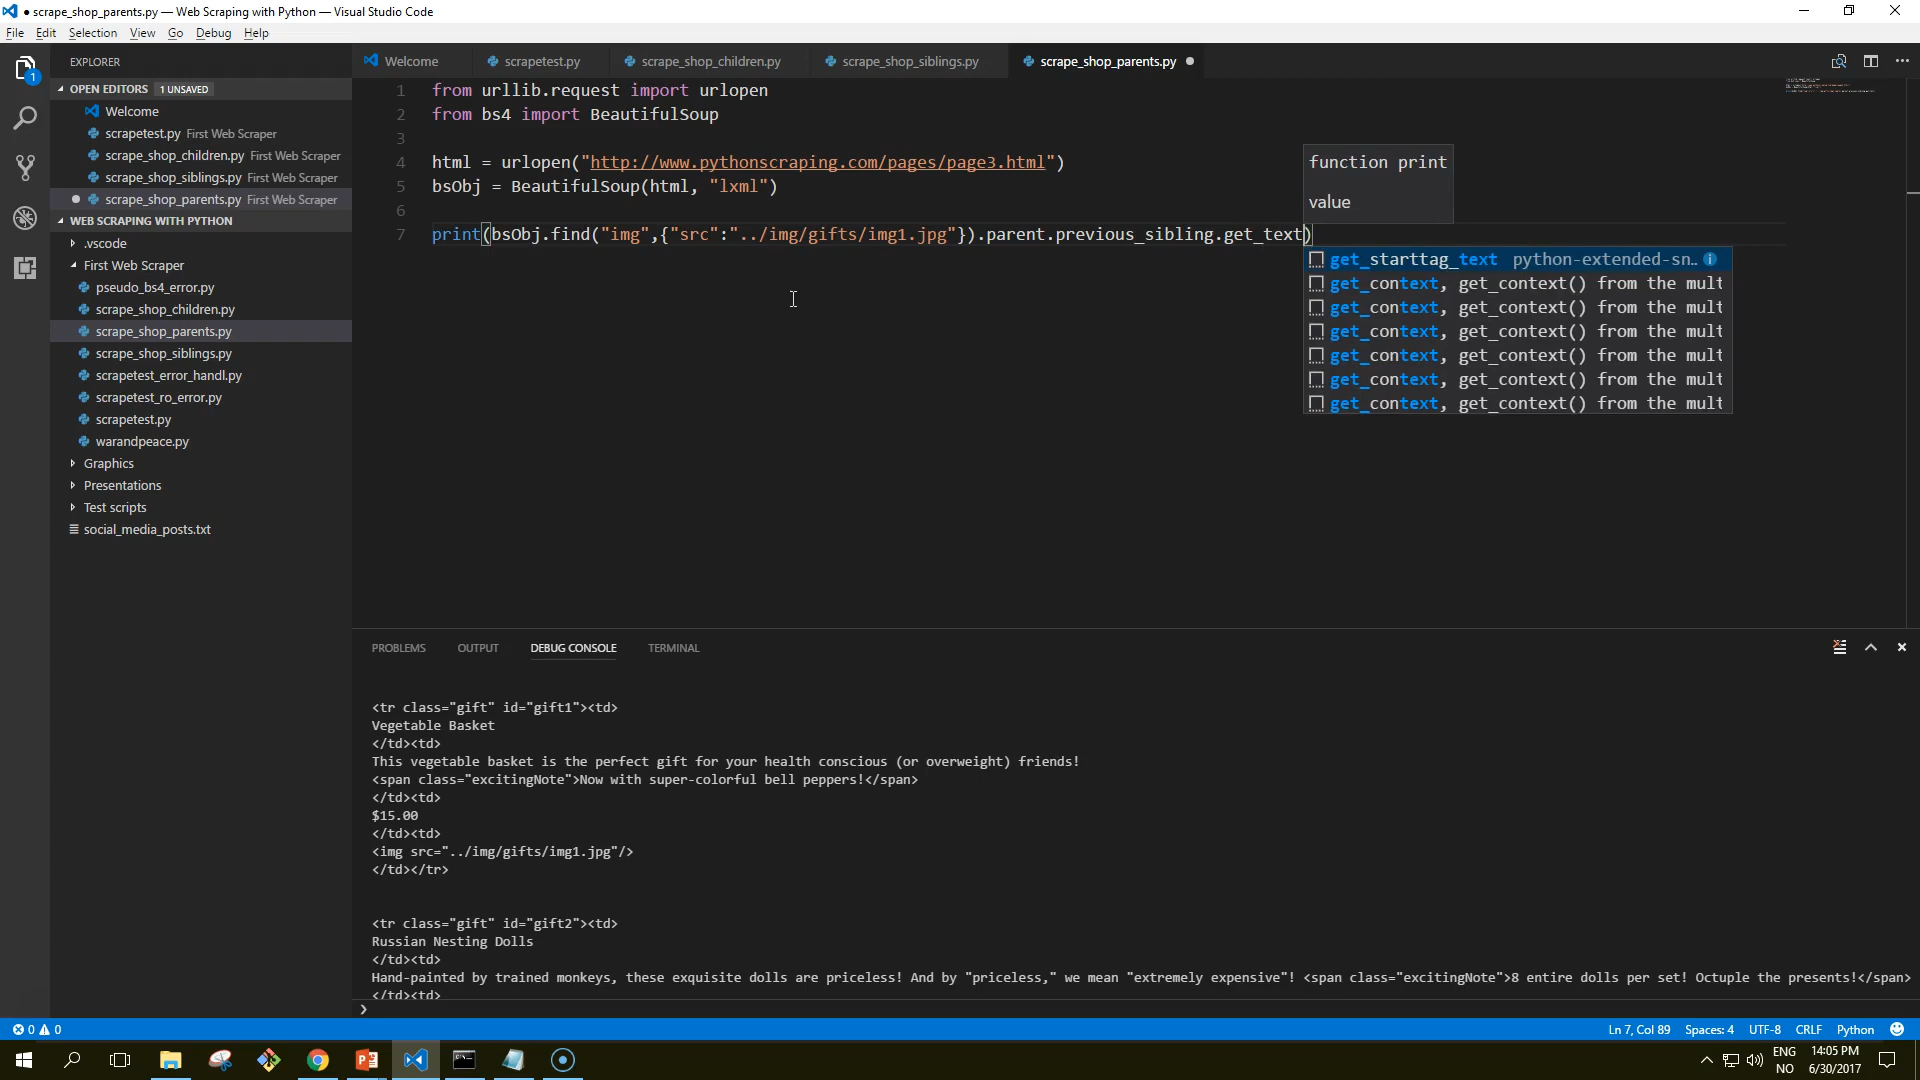 ● scrape_shop_parents.py — Web Scraping with Python — Visual Studio Code
File Edit Selection View Go Debug Help
EXPLORER
OPEN EDITORS 1 UNSAVED
Welcome
scrapetest.py First Web Scraper
scrape_shop_children.py First Web Scraper
scrape_shop_siblings.py First Web Scraper
scrape_shop_parents.py First Web Scraper
WEB SCRAPING WITH PYTHON
.vscode
First Web Scraper
pseudo_bs4_error.py
scrape_shop_children.py
scrape_shop_parents.py
scrape_shop_siblings.py
scrapetest_error_handl.py
scrapetest_ro_error.py
scrapetest.py
warandpeace.py
Graphics
Presentations
Test scripts
social_media_posts.txt
1
Welcome scrapetest.py scrape_shop_children.py scrape_shop_siblings.py scrape_shop_parents.py ●
1 from urllib.request import urlopen
2 from bs4 import BeautifulSoup
3
4 html = urlopen("http://www.pythonscraping.com/pages/page3.html")
5 bsObj = BeautifulSoup(html, "lxml")
6
7 print(bsObj.find("img",{"src":"../img/gifts/img1.jpg"}).parent.previous_sibling.get_text)
function print
value
get_starttag_text python-extended-sn…
get_context, get_context() from the mult
get_context, get_context() from the mult
get_context, get_context() from the mult
get_context, get_context() from the mult
get_context, get_context() from the mult
get_context, get_context() from the mult
PROBLEMS OUTPUT DEBUG CONSOLE TERMINAL
<tr class="gift" id="gift1"><td>
Vegetable Basket
</td><td>
This vegetable basket is the perfect gift for your health conscious (or overweight) friends!
<span class="excitingNote">Now with super-colorful bell peppers!</span>
</td><td>
$15.00
</td><td>
<img src="../img/gifts/img1.jpg"/>
</td></tr>
<tr class="gift" id="gift2"><td>
Russian Nesting Dolls
</td><td>
Hand-painted by trained monkeys, these exquisite dolls are priceless! And by "priceless," we mean "extremely expensive"! <span class="excitingNote">8 entire dolls per set! Octuple the presents!</span>
</td><td>
0 0
Ln 7, Col 89 Spaces: 4 UTF-8 CRLF Python
ENG
NO
14:05 PM
6/30/2017